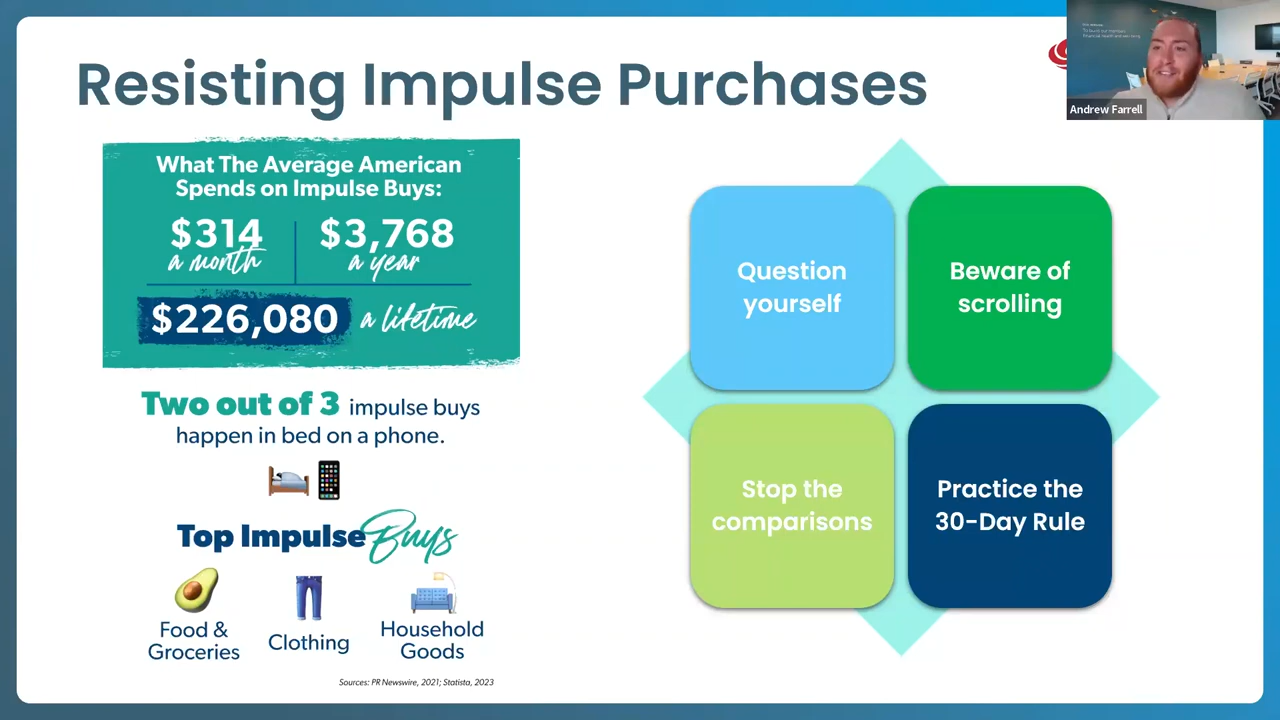 Resisting Impulse Purchases
Andrew Farrell
What The Average American
Spends on Impulse Buys:
$314
a month
$3,768
a year
$226,080 a lifetime
Two out of 3 impulse buys
happen in bed on a phone.
Top Impulse Buys
Food &
Groceries
Clothing
Household
Goods
Sources: PR Newswire, 2021; Statista, 2023
Question
yourself
Beware of
scrolling
Stop the
comparisons
Practice the
30-Day Rule